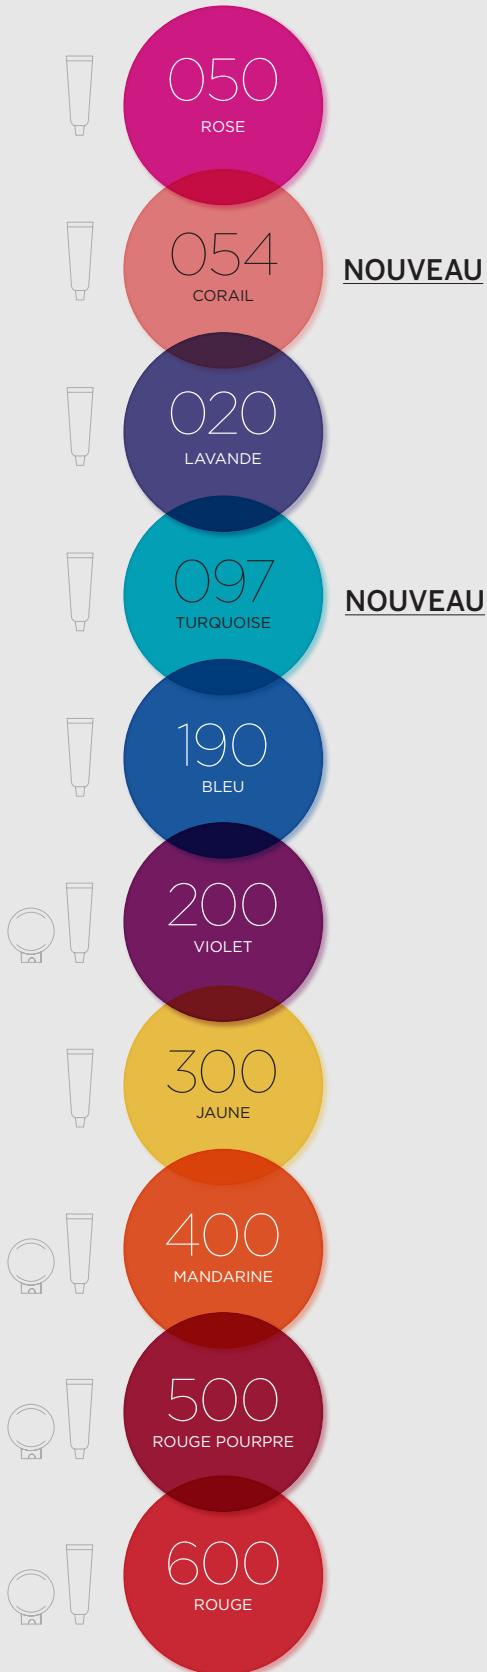 050
ROSE
054
CORAIL
NOUVEAU
020
LAVANDE
097
TURQUOISE
NOUVEAU
190
BLEU
200
VIOLET
300
JAUNE
400
MANDARINE
500
ROUGE POURPRE
600
ROUGE